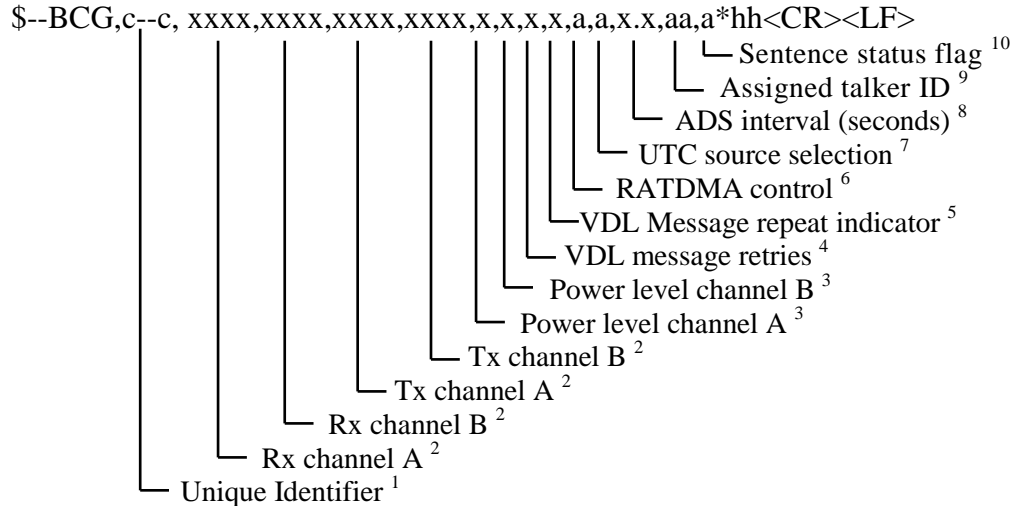 $--BCG,c--c, xxxx,xxxx,xxxx,xxxx,x,x,x,x,a,a,x.x,aa,a*hh<CR><LF>
Sentence status flag 10
Assigned talker ID 9
ADS interval (seconds) 8
UTC source selection 7
RATDMA control 6
VDL Message repeat indicator 5
VDL message retries 4
Power level channel B 3
Power level channel A 3
Tx channel B 2
Tx channel A 2
Rx channel B 2
Rx channel A 2
Unique Identifier 1